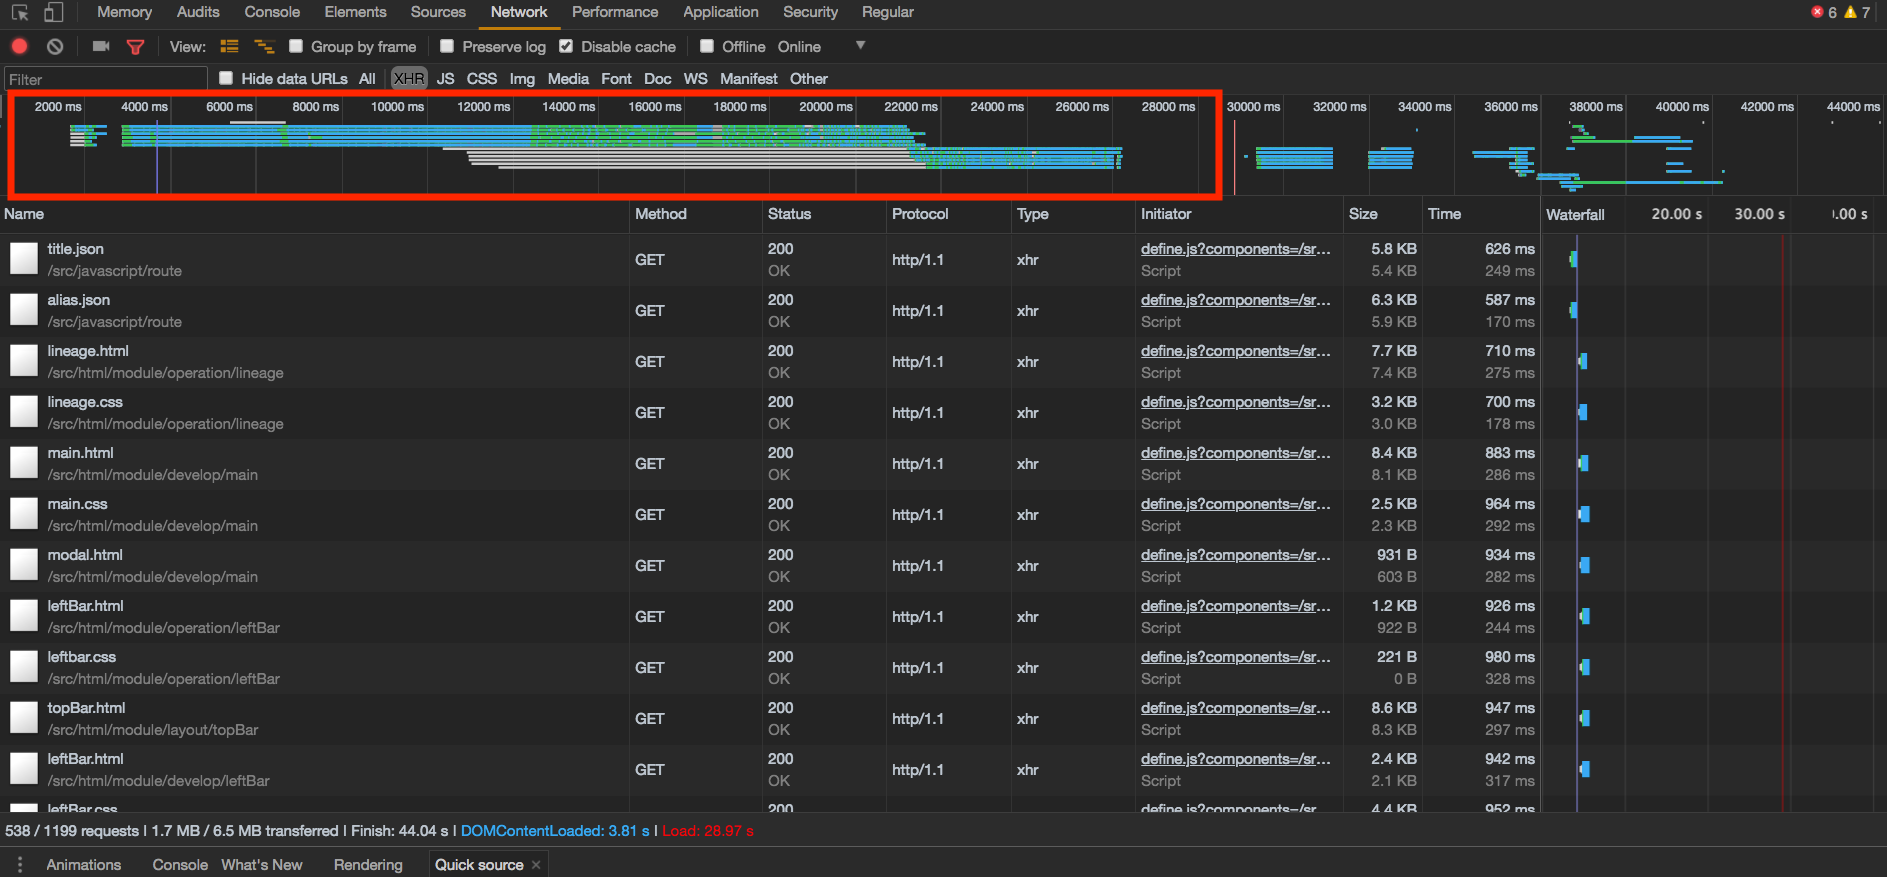 Memory Audits Console Elements Sources Network Performance Application Security Regular 6 7
View: Group by frame Preserve log Disable cache Offline Online
Filter Hide data URLs All XHR JS CSS Img Media Font Doc WS Manifest Other
2000 ms 4000 ms 6000 ms 8000 ms 10000 ms 12000 ms 14000 ms 16000 ms 18000 ms 20000 ms 22000 ms 24000 ms 26000 ms 28000 ms 30000 ms 32000 ms 34000 ms 36000 ms 38000 ms 40000 ms 42000 ms 44000 ms
Name Method Status Protocol Type Initiator Size Time Waterfall 20.00 s 30.00 s .00 s
title.json 200 define.js?components=/sr... 5.8 KB 626 ms
GET http/1.1 xhr
/src/javascript/route OK Script 5.4 KB 249 ms
alias.json 200 define.js?components=/sr... 6.3 KB 587 ms
GET http/1.1 xhr
/src/javascript/route OK Script 5.9 KB 170 ms
lineage.html 200 define.js?components=/sr... 7.7 KB 710 ms
GET http/1.1 xhr
/src/html/module/operation/lineage OK Script 7.4 KB 275 ms
lineage.css 200 define.js?components=/sr... 3.2 KB 700 ms
GET http/1.1 xhr
/src/html/module/operation/lineage OK Script 3.0 KB 178 ms
main.html 200 define.js?components=/sr... 8.4 KB 883 ms
GET http/1.1 xhr
/src/html/module/develop/main OK Script 8.1 KB 286 ms
main.css 200 define.js?components=/sr... 2.5 KB 964 ms
GET http/1.1 xhr
/src/html/module/develop/main OK Script 2.3 KB 292 ms
modal.html 200 define.js?components=/sr... 931 B 934 ms
GET http/1.1 xhr
/src/html/module/develop/main OK Script 603 B 282 ms
leftBar.html 200 define.js?components=/sr... 1.2 KB 926 ms
GET http/1.1 xhr
/src/html/module/operation/leftBar OK Script 922 B 244 ms
leftbar.css 200 define.js?components=/sr... 221 B 980 ms
GET http/1.1 xhr
/src/html/module/operation/leftBar OK Script 0 B 328 ms
topBar.html 200 define.js?components=/sr... 8.6 KB 947 ms
GET http/1.1 xhr
/src/html/module/layout/topBar OK Script 8.3 KB 297 ms
leftBar.html 200 define.js?components=/sr... 2.4 KB 942 ms
GET http/1.1 xhr
/src/html/module/develop/leftBar OK Script 2.1 KB 317 ms
leftBar.css 200 define.js?components=/sr... 4.4 KB 952 ms
538 / 1199 requests | 1.7 MB / 6.5 MB transferred | Finish: 44.04 s | DOMContentLoaded: 3.81 s | Load: 28.97 s
Animations Console What's New Rendering Quick source ×